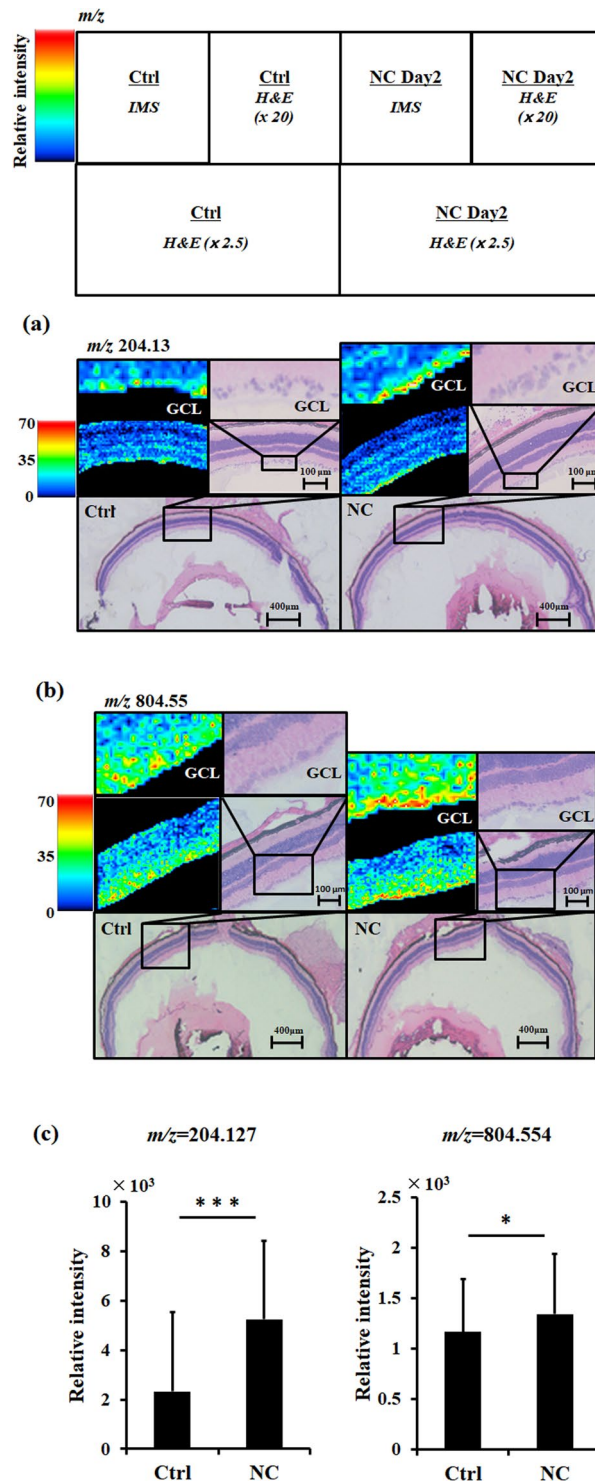 m/z
Relative intensity
Ctrl
IMS
Ctrl
H&E
(x 20)
NC Day2
IMS
NC Day2
H&E
(x 20)
Ctrl
H&E (x 2.5)
NC Day2
H&E (x 2.5)
(a)
m/z 204.13
GCL
GCL
GCL
GCL
70
35
0
100 µm
100 µm
Ctrl
400µm
NC
400µm
(b)
m/z 804.55
GCL
GCL
GCL
70
35
0
100 µm
100 µm
Ctrl
400µm
NC
400µm
(c)
m/z=204.127
× 10³
Relative intensity
10
8
6
4
2
0
***
Ctrl
NC
m/z=804.554
× 10³
Relative intensity
2.5
2
1.5
1
0.5
0
*
Ctrl
NC